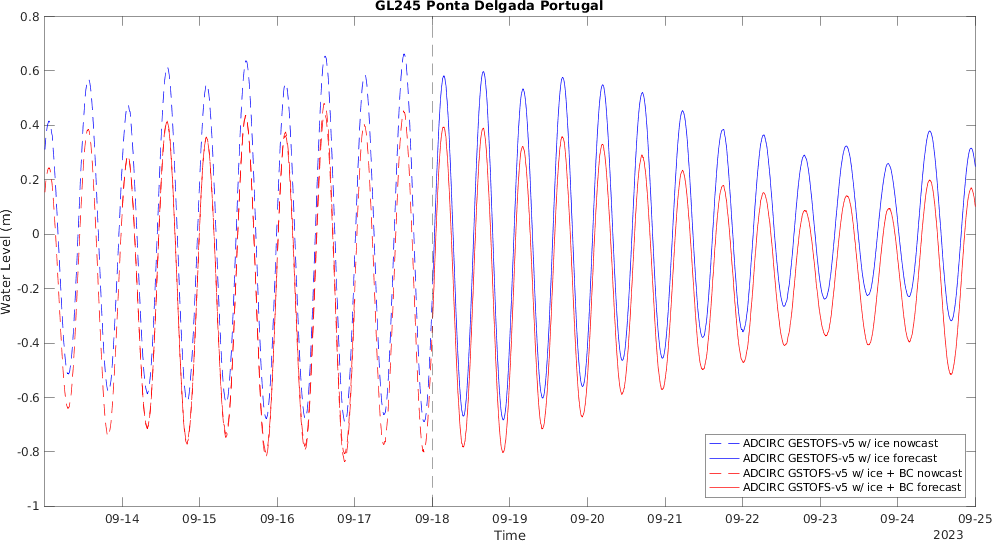 GL245 Ponta Delgada Portugal
0.8
0.6
0.4
0.2
0
-0.2
-0.4
-0.6
-0.8
-1
Water Level (m)
09-14 09-15 09-16 09-17 09-18 09-19 09-20 09-21 09-22 09-23 09-24 09-25
Time
2023
ADCIRC GESTOFS-v5 w/ ice nowcast
ADCIRC GESTOFS-v5 w/ ice forecast
ADCIRC GSTOFS-v5 w/ ice + BC nowcast
ADCIRC GSTOFS-v5 w/ ice + BC forecast